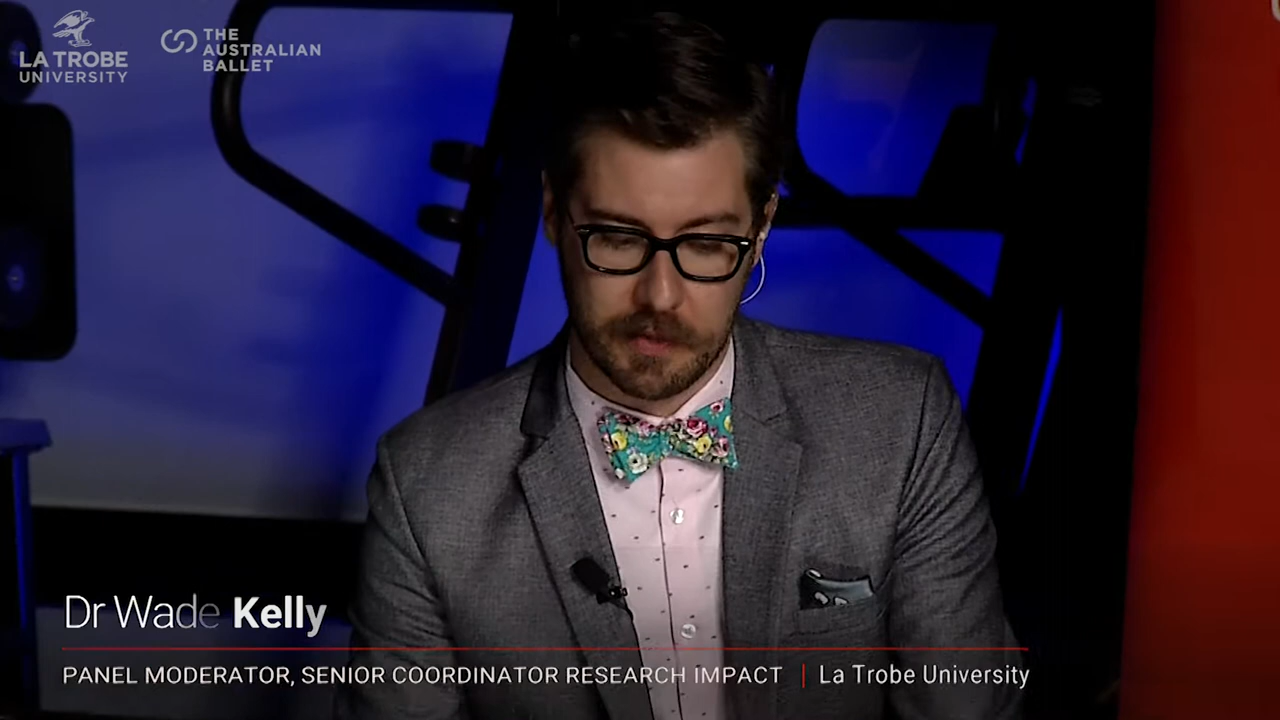 LA TROBE
UNIVERSITY
THE
AUSTRALIAN
BALLET
Dr Wade Kelly
PANEL MODERATOR, SENIOR COORDINATOR RESEARCH IMPACT | La Trobe University